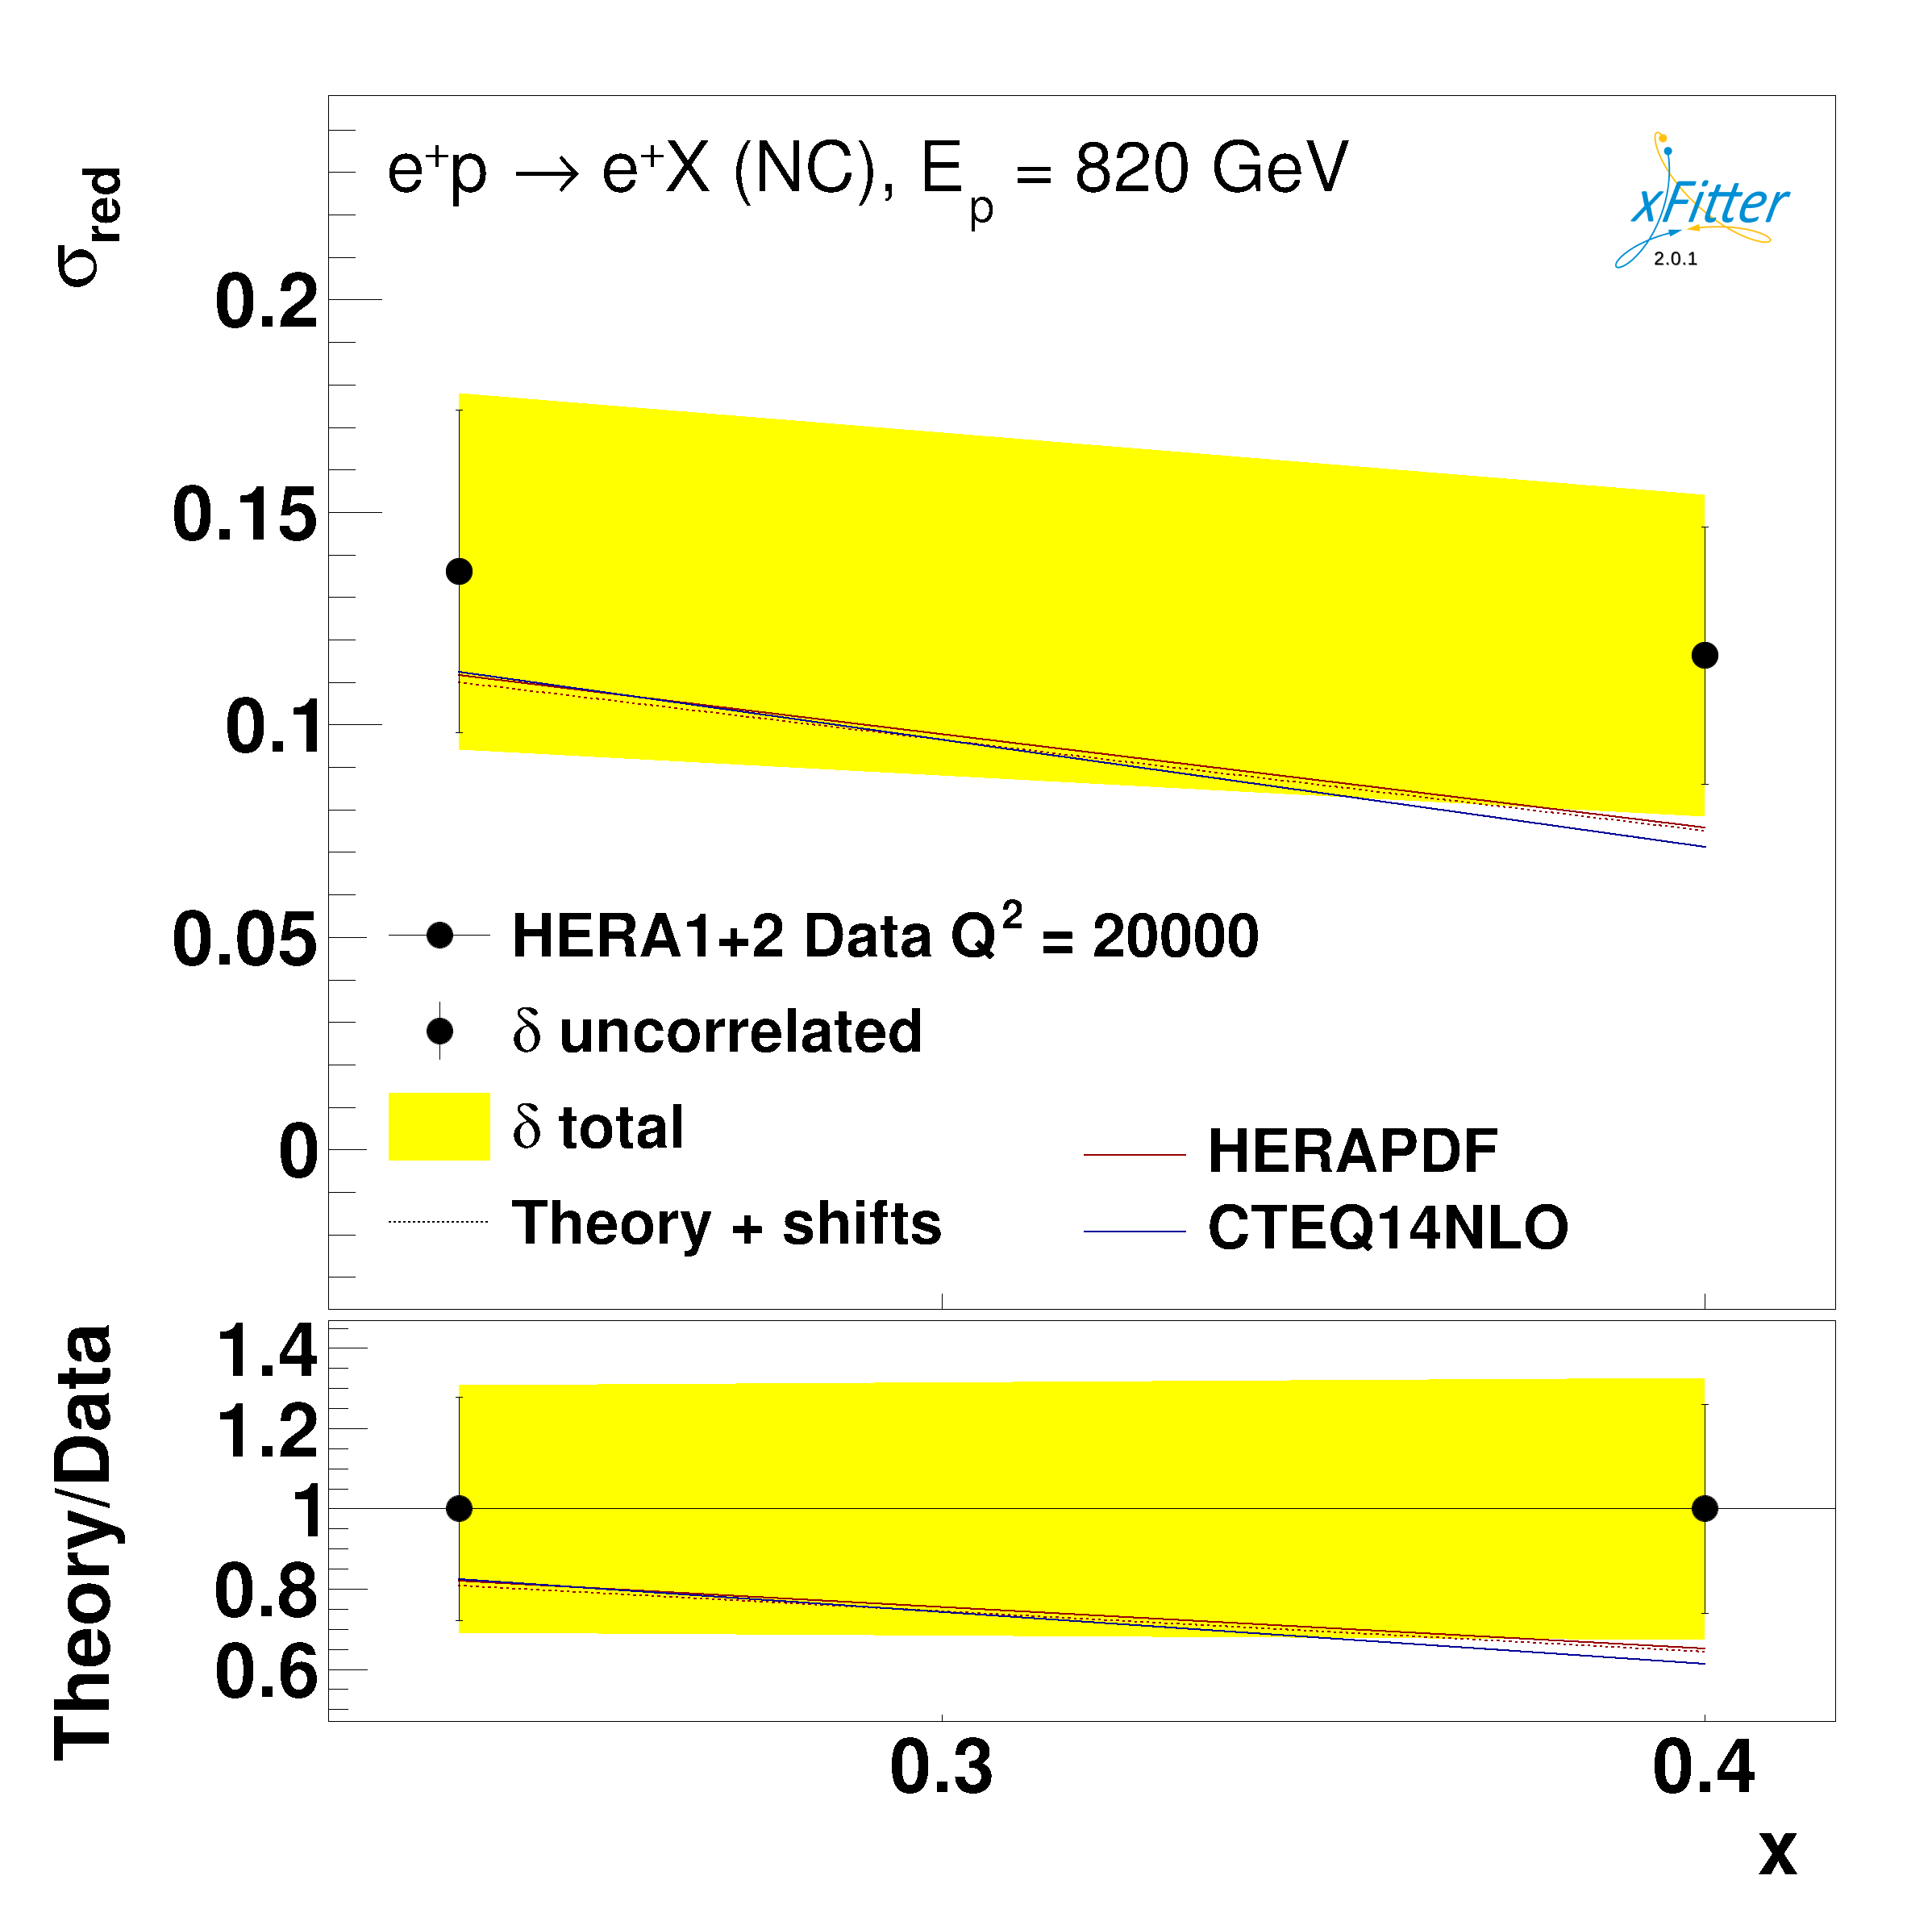 e+p → e+X (NC), Ep = 820 GeV
xFitter
2.0.1
σred
0.2
0.15
0.1
0.05
0
HERA1+2 Data Q2 = 20000
δ uncorrelated
δ total
Theory + shifts
HERAPDF
CTEQ14NLO
Theory/Data
1.4
1.2
1
0.8
0.6
0.3
0.4
x